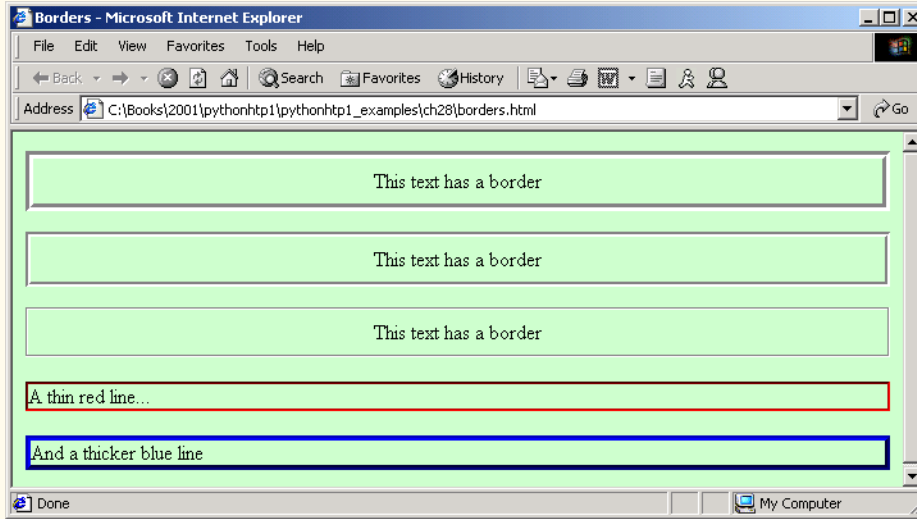 Borders - Microsoft Internet Explorer
File Edit View Favorites Tools Help
Back Search Favorites History
Address C:\Books\2001\pythonhtp1\pythonhtp1_examples\ch28\borders.html Go
This text has a border
This text has a border
This text has a border
A thin red line...
And a thicker blue line
Done My Computer